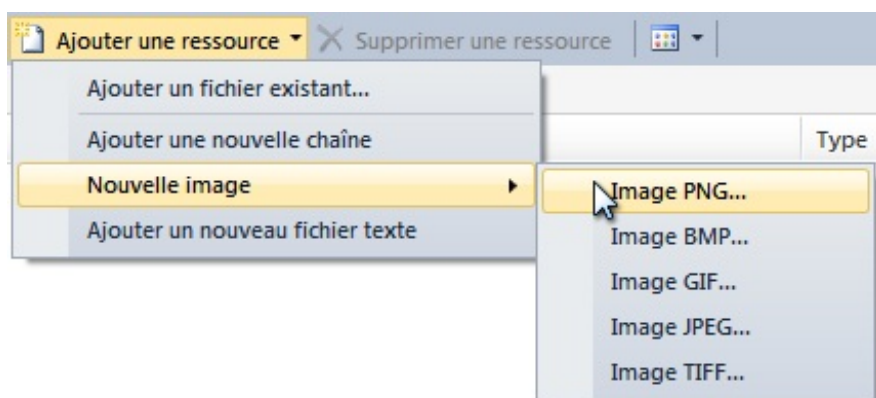 Ajouter une ressource Supprimer une ressource
Ajouter un fichier existant...
Ajouter une nouvelle chaîne
Type
Nouvelle image
Image PNG...
Ajouter un nouveau fichier texte
Image BMP...
Image GIF...
Image JPEG...
Image TIFF...